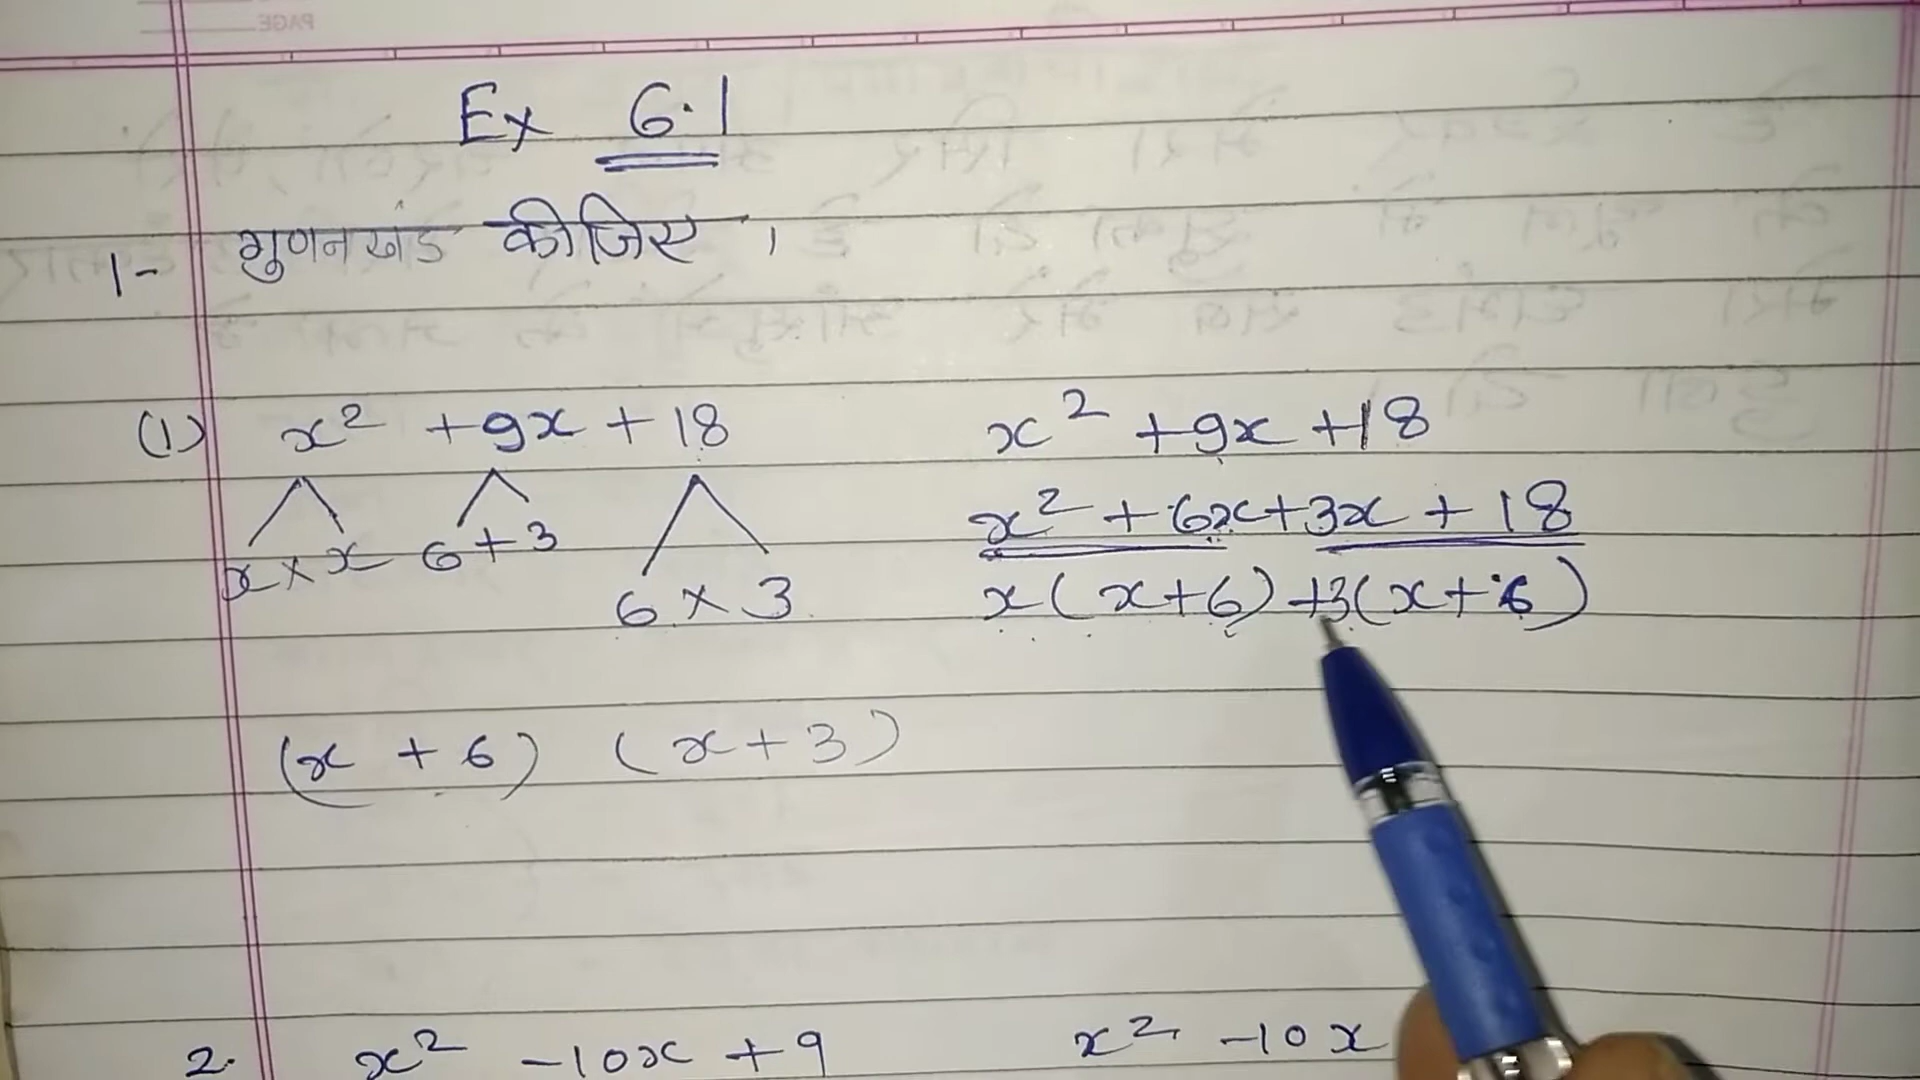 PAGE
Ex 6.1
1- गुणनखंड कीजिए ।
(1) x² + 9x + 18
x × x 6 + 3
6 × 3
(x + 6) (x + 3)
x² + 9x + 18
x² + 6x + 3x + 18
x(x+6) +3(x+6)
2. x² - 10x + 9
x² - 10x